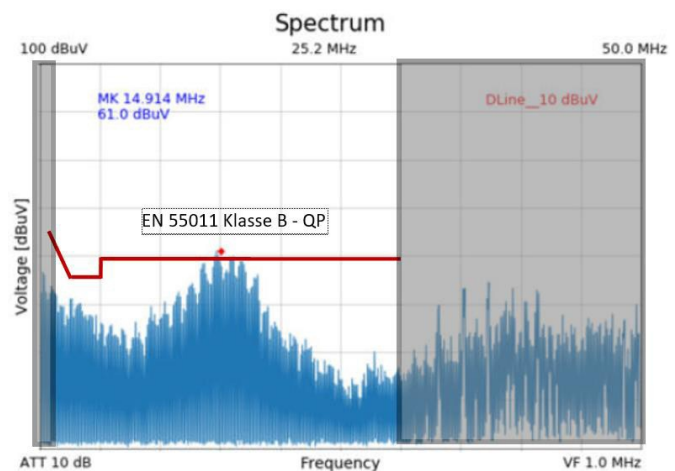 Spectrum
100 dBuV
25.2 MHz
50.0 MHz
MK 14.914 MHz
61.0 dBuV
DLine__10 dBuV
EN 55011 Klasse B - QP
Voltage [dBuV]
ATT 10 dB
Frequency
VF 1.0 MHz